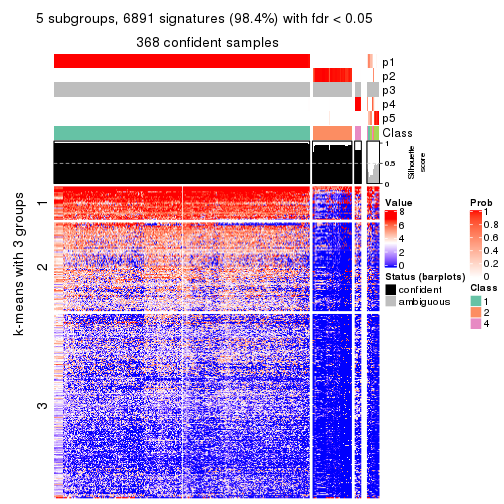 5 subgroups, 6891 signatures (98.4%) with fdr < 0.05
368 confident samples
p1
p2
p3
p4
p5
Class
1
0.5
0
Silhouette
score
k-means with 3 groups
1
2
3
Value
8
6
4
2
0
Status (barplots)
confident
ambiguous
Prob
1
0.8
0.6
0.4
0.2
0
Class
1
2
4